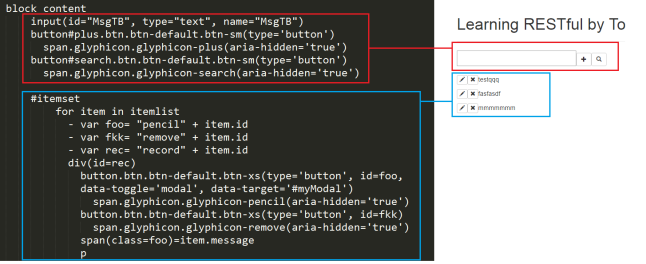 block content
input(id="MsgTB", type="text", name="MsgTB")
button#plus.btn.btn-default.btn-sm(type='button')
span.glyphicon.glyphicon-plus(aria-hidden='true')
button#search.btn.btn-default.btn-sm(type='button')
span.glyphicon.glyphicon-search(aria-hidden='true')
#itemset
for item in itemlist
- var foo= "pencil" + item.id
- var fkk= "remove" + item.id
- var rec= "record" + item.id
div(id=rec)
button.btn.btn-default.btn-xs(type='button', id=foo,
data-toggle='modal', data-target='#myModal')
span.glyphicon.glyphicon-pencil(aria-hidden='true')
button.btn.btn-default.btn-xs(type='button', id=fkk)
span.glyphicon.glyphicon-remove(aria-hidden='true')
span(class=foo)=item.message
p
Learning RESTful by To
testqqq
fasfasdf